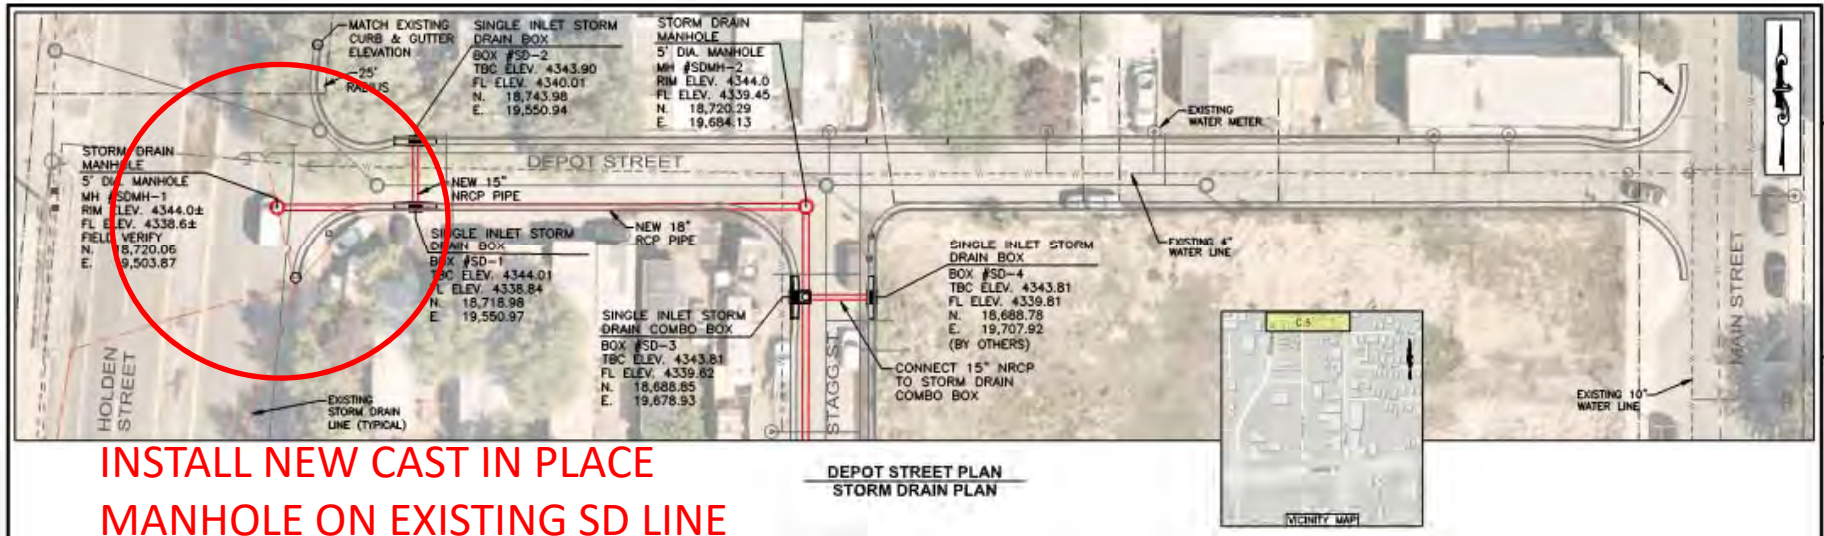 MATCH EXISTING
CURB & GUTTER
ELEVATION
25'
RADIUS
SINGLE INLET STORM
DRAIN BOX
BOX #SD-2
TBC ELEV. 4343.90
FL ELEV. 4340.01
N. 18,743.98
E. 19,550.94
STORM DRAIN
MANHOLE
5' DIA. MANHOLE
MH #SDMH-2
RIM ELEV. 4344.0
FL ELEV. 4339.45
N. 18,720.29
E. 19,684.13
EXISTING
WATER METER
STORM DRAIN
MANHOLE
5' DIA. MANHOLE
MH #SDMH-1
RIM ELEV. 4344.0±
FL ELEV. 4338.6±
FIELD VERIFY
N. 18,720.06
E. 19,503.87
DEPOT STREET
NEW 15"
NRCP PIPE
NEW 18"
RCP PIPE
SINGLE INLET STORM
DRAIN BOX
BOX #SD-1
TBC ELEV. 4344.01
FL ELEV. 4338.84
N. 18,718.98
E. 19,550.97
EXISTING 4"
WATER LINE
SINGLE INLET STORM
DRAIN BOX
BOX #SD-4
TBC ELEV. 4343.81
FL ELEV. 4339.81
N. 18,688.78
E. 19,707.92
(BY OTHERS)
SINGLE INLET STORM
DRAIN COMBO BOX
BOX #SD-3
TBC ELEV. 4343.81
FL ELEV. 4339.62
N. 18,688.85
E. 19,678.93
CONNECT 15" NRCP
TO STORM DRAIN
COMBO BOX
STAGG ST.
HOLDEN
STREET
EXISTING
STORM DRAIN
LINE (TYPICAL)
MAIN STREET
EXISTING 10"
WATER LINE
C.5
VICINITY MAP
INSTALL NEW CAST IN PLACE
MANHOLE ON EXISTING SD LINE
DEPOT STREET PLAN
STORM DRAIN PLAN